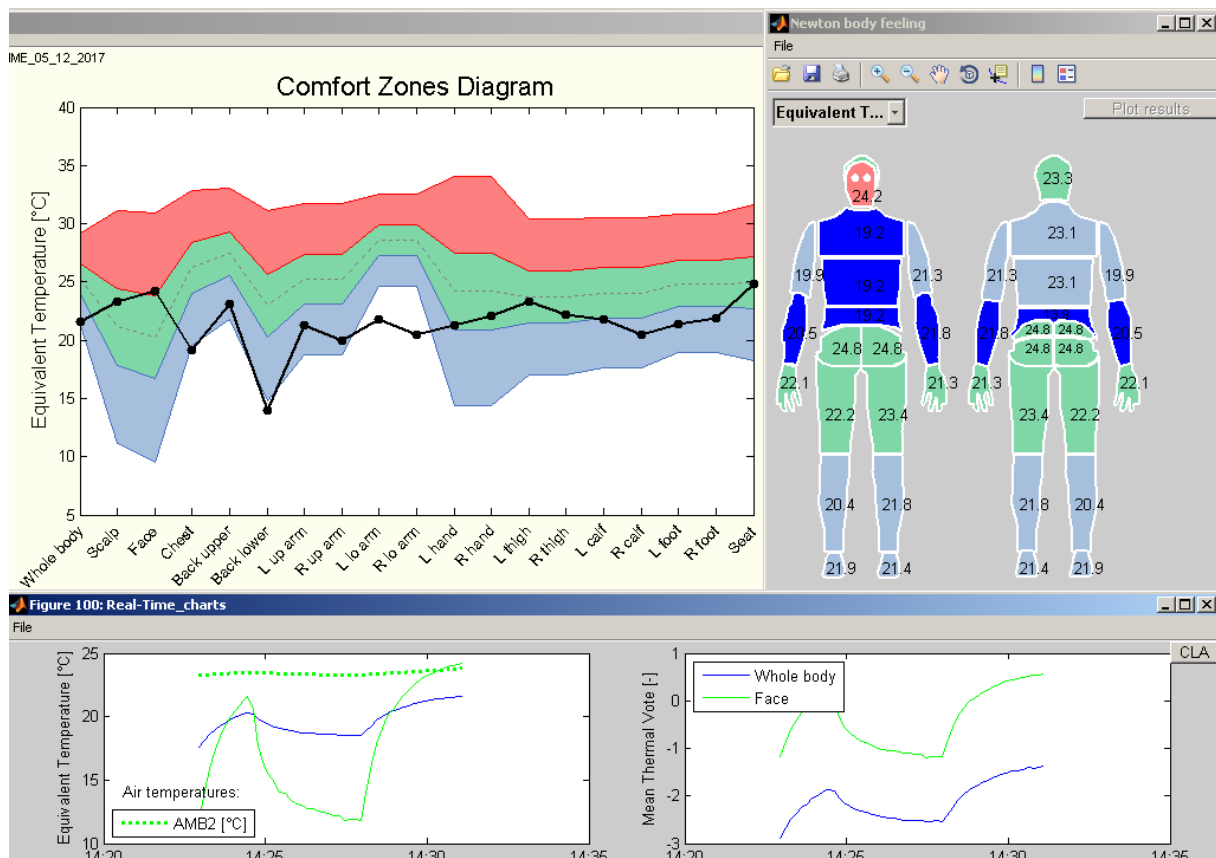 IME_05_12_2017
Comfort Zones Diagram
Equivalent Temperature [°C]
40
35
30
25
20
15
10
5
Whole body
Scalp
Face
Chest
Back upper
Back lower
L up arm
R up arm
L lo arm
R lo arm
L hand
R hand
L thigh
R thigh
L calf
R calf
L foot
R foot
Seat
Newton body feeling
File
Equivalent T...
Plot results
24.2
23.3
19.2
23.1
19.9
21.3
21.3
19.9
19.2
23.1
19.2
13.9
20.5
21.8
21.8
20.5
24.8
24.8
24.8
24.8
24.8
24.8
22.1
21.3
21.3
22.1
22.2
23.4
23.4
22.2
20.4
21.8
21.8
20.4
21.9
21.4
21.4
21.9
Figure 100: Real-Time_charts
File
CLA
Equivalent Temperature [°C]
25
20
15
10
Air temperatures:
AMB2 [°C]
14:20
14:25
14:30
14:35
Mean Thermal Vote [-]
1
0
-1
-2
-3
Whole body
Face
14:20
14:25
14:30
14:35